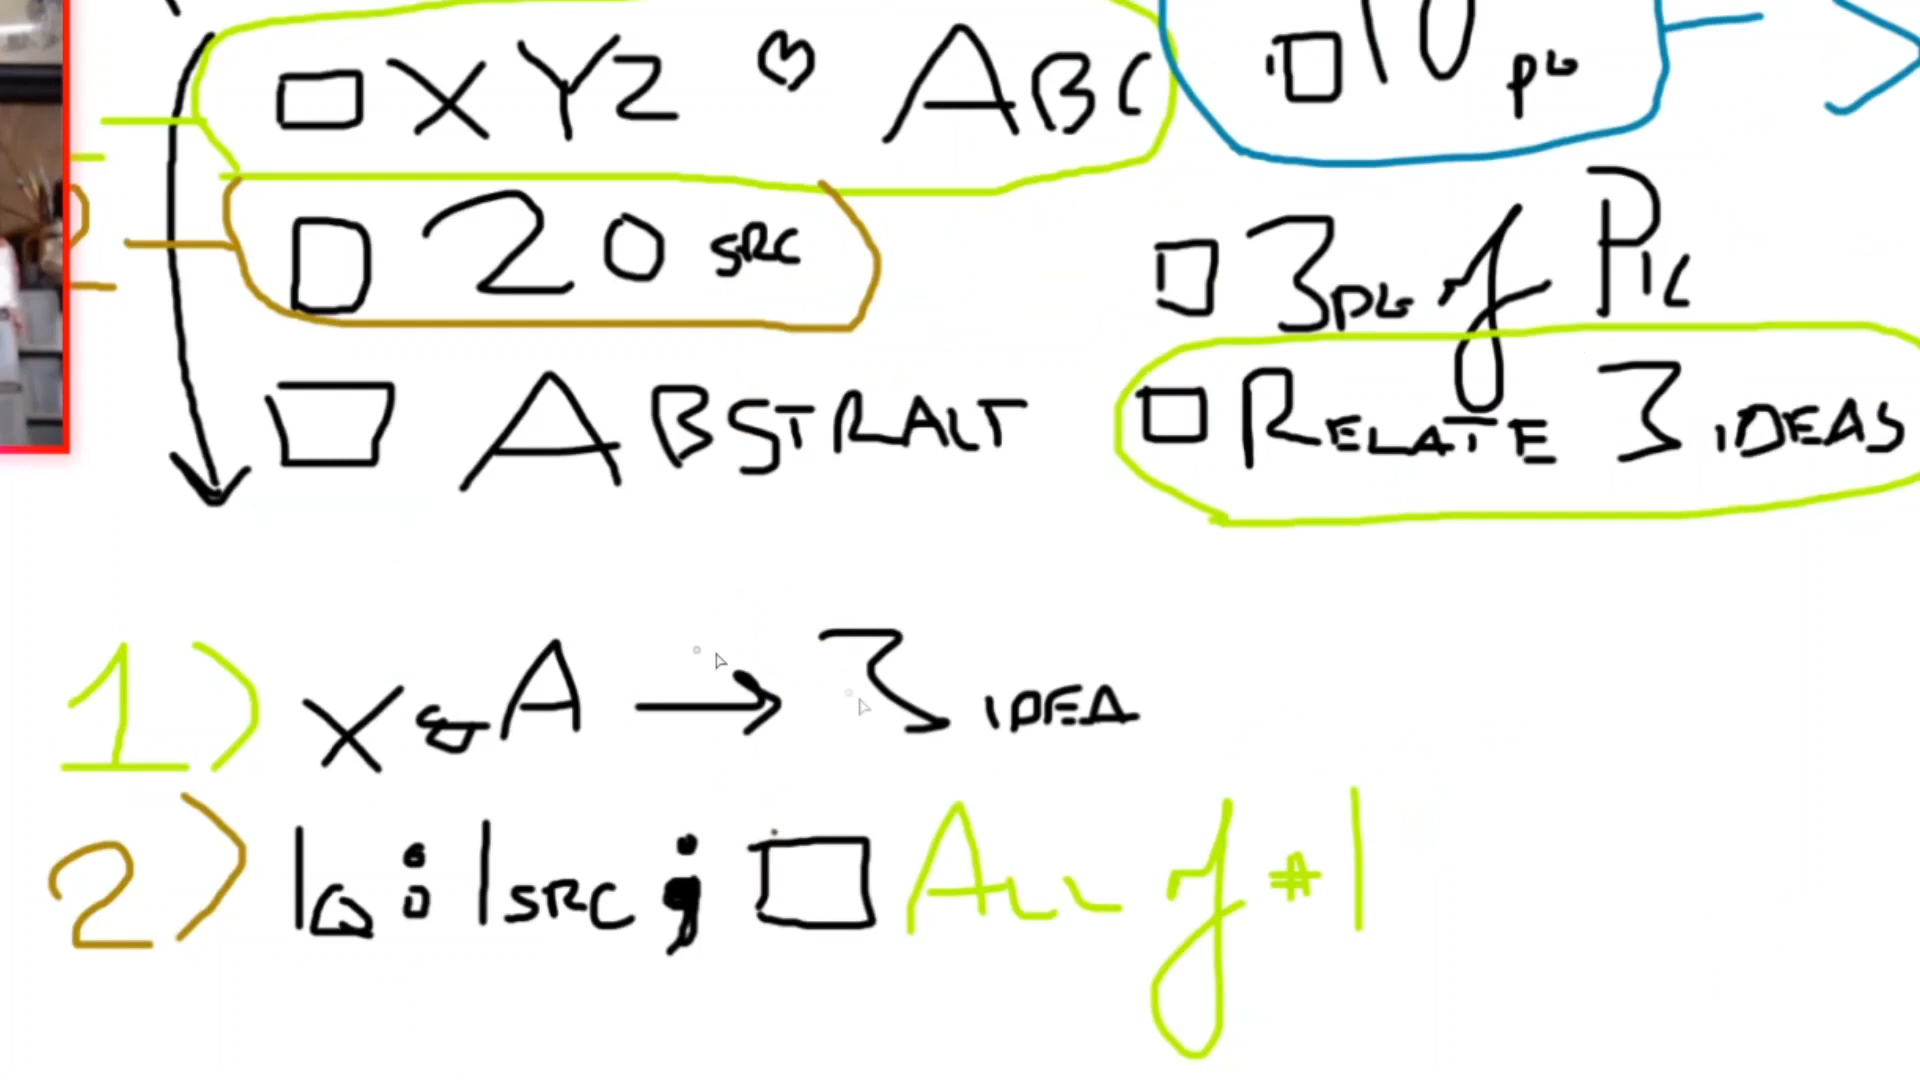 XYZ & ABC
20 SRC
ABSTRACT
10 PG
3 PG of PIC
RELATE 3 IDEAS
1) X & A → 3 IDEA
2) 1Q : 1 SRC ; ALL of #1